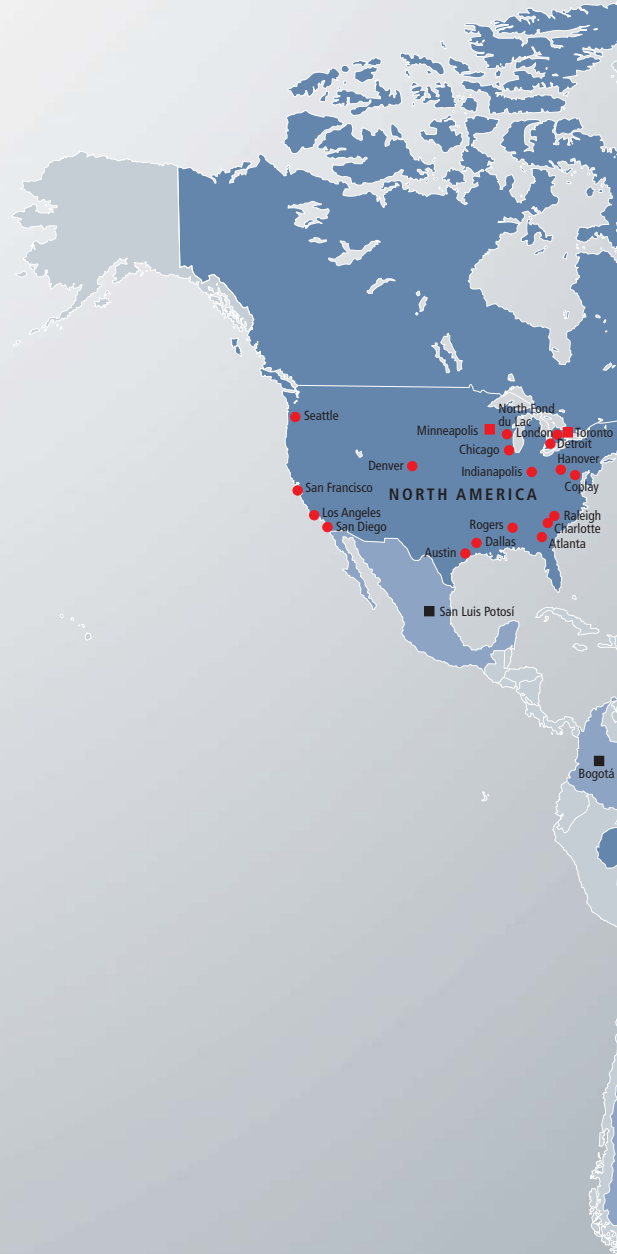 Seattle
North Fond
du Lac
Minneapolis
London
Toronto
Detroit
Chicago
Hanover
Denver
Indianapolis
Coplay
San Francisco
NORTH AMERICA
Los Angeles
Raleigh
San Diego
Rogers
Charlotte
Dallas
Atlanta
Austin
San Luis Potosí
Bogotá